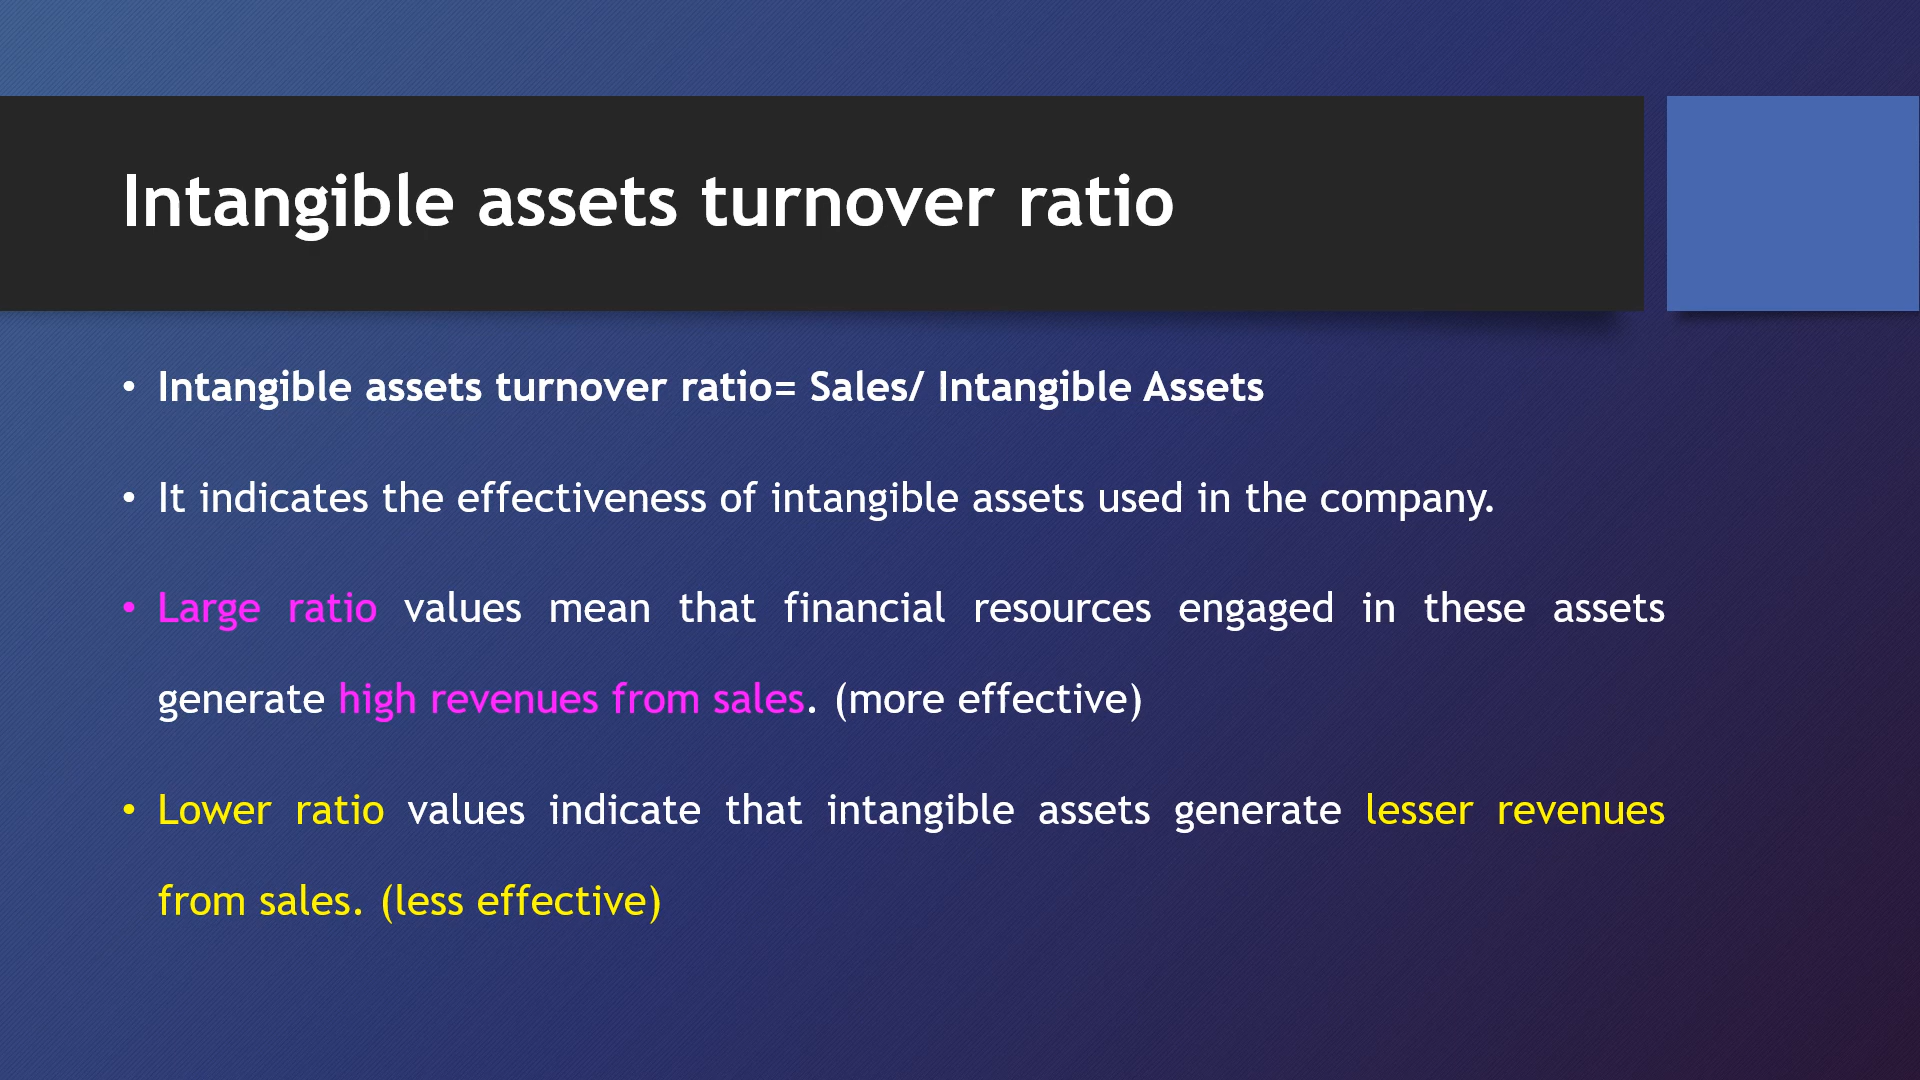 Intangible assets turnover ratio
• Intangible assets turnover ratio= Sales/ Intangible Assets
• It indicates the effectiveness of intangible assets used in the company.
• Large ratio values mean that financial resources engaged in these assets
generate high revenues from sales. (more effective)
• Lower ratio values indicate that intangible assets generate lesser revenues
from sales. (less effective)